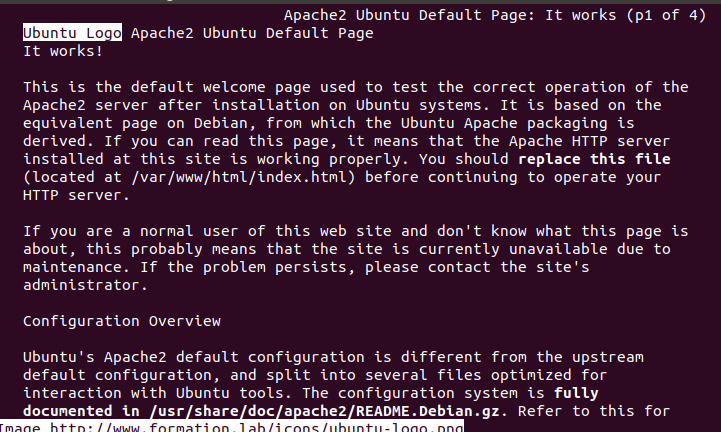 Apache2 Ubuntu Default Page: It works (p1 of 4)
Ubuntu Logo Apache2 Ubuntu Default Page
It works!
This is the default welcome page used to test the correct operation of the
Apache2 server after installation on Ubuntu systems. It is based on the
equivalent page on Debian, from which the Ubuntu Apache packaging is
derived. If you can read this page, it means that the Apache HTTP server
installed at this site is working properly. You should replace this file
(located at /var/www/html/index.html) before continuing to operate your
HTTP server.
If you are a normal user of this web site and don't know what this page is
about, this probably means that the site is currently unavailable due to
maintenance. If the problem persists, please contact the site's
administrator.
Configuration Overview
Ubuntu's Apache2 default configuration is different from the upstream
default configuration, and split into several files optimized for
interaction with Ubuntu tools. The configuration system is fully
documented in /usr/share/doc/apache2/README.Debian.gz. Refer to this for
Image http://www.formation.lab/icons/ubuntu-logo.png